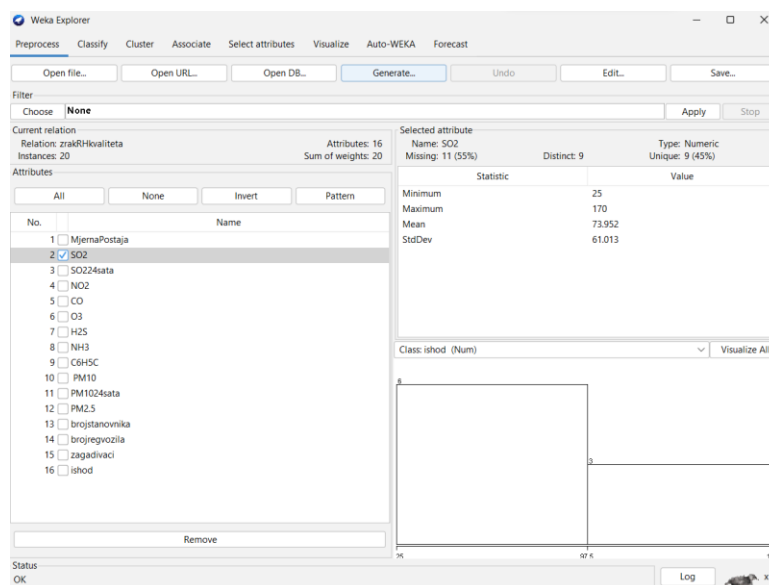 Weka Explorer
Preprocess Classify Cluster Associate Select attributes Visualize Auto-WEKA Forecast
Open file... Open URL... Open DB... Generate... Undo Edit... Save...
Filter
Choose None Apply Stop
Current relation
Relation: zrakRHkvaliteta Attributes: 16
Instances: 20 Sum of weights: 20
Attributes
All None Invert Pattern
No. Name
1 MjernaPostaja
2 SO2
3 SO224sata
4 NO2
5 CO
6 O3
7 H2S
8 NH3
9 C6H5C
10 PM10
11 PM1024sata
12 PM2.5
13 brojstanovnika
14 brojregvozila
15 zagadivaci
16 ishod
Remove
Selected attribute
Name: SO2 Type: Numeric
Missing: 11 (55%) Distinct: 9 Unique: 9 (45%)
Statistic Value
Minimum 25
Maximum 170
Mean 73.952
StdDev 61.013
Class: ishod (Num) Visualize All
6
3
25 97.5
Status
OK
Log x